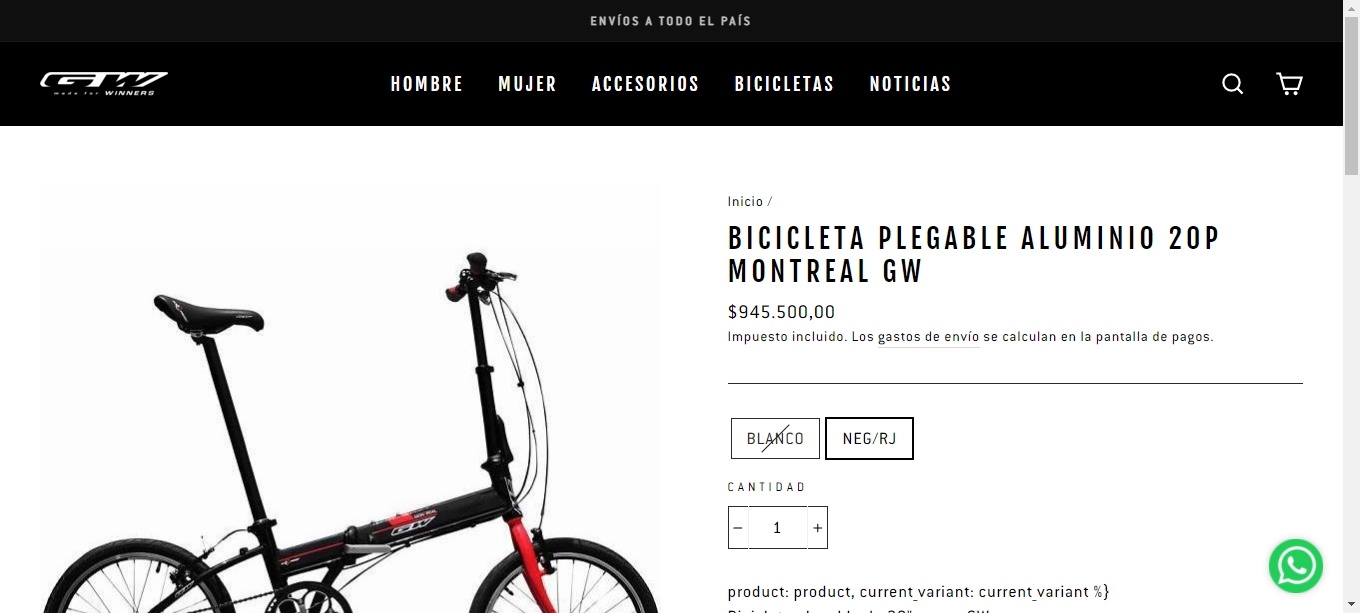 ENVÍOS A TODO EL PAÍS
GW
made for WINNERS
HOMBRE MUJER ACCESORIOS BICICLETAS NOTICIAS
Inicio /
BICICLETA PLEGABLE ALUMINIO 20P
MONTREAL GW
$945.500,00
Impuesto incluido. Los gastos de envío se calculan en la pantalla de pagos.
BLANCO NEG/RJ
CANTIDAD
− 1 +
GW
product: product, current_variant: current_variant %}